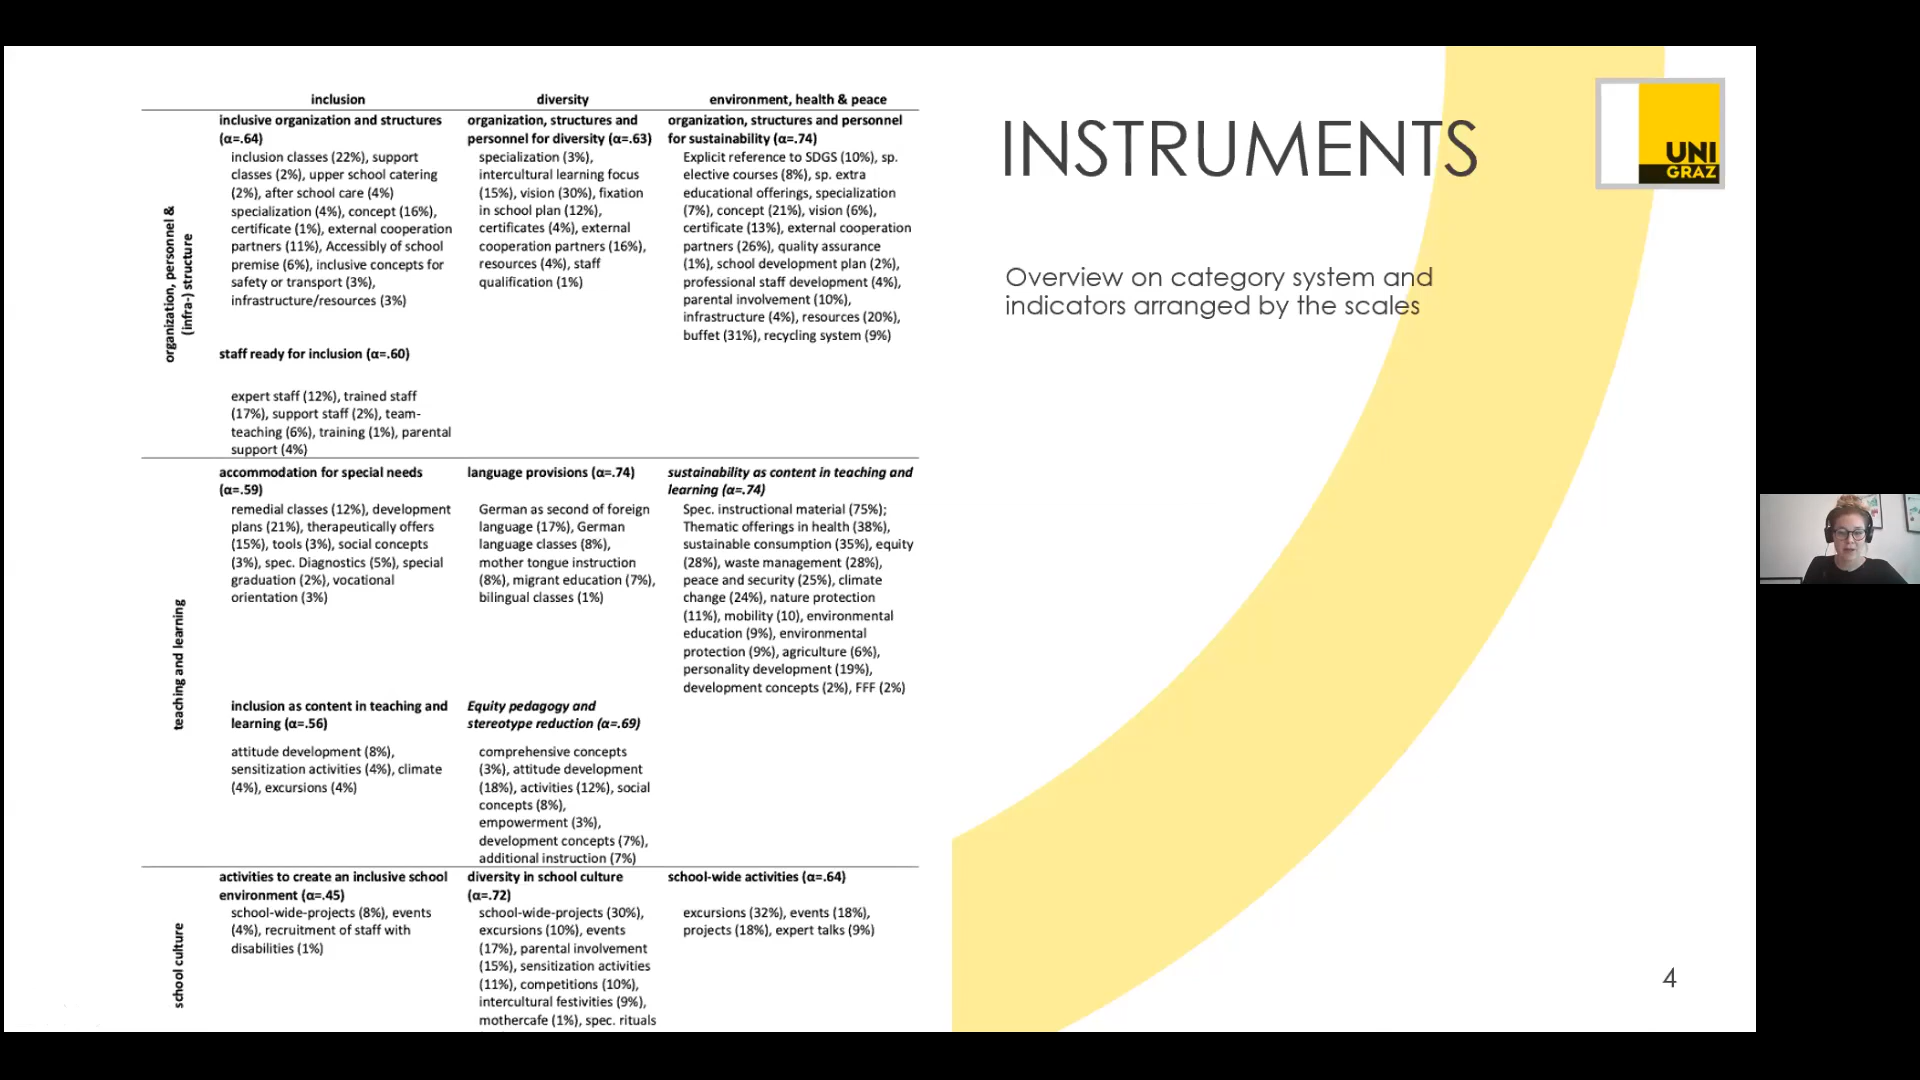 inclusion
diversity
environment, health & peace
organization, personnel &
(infra-) structure
inclusive organization and structures
(α=.64)
inclusion classes (22%), support
classes (2%), upper school catering
(2%), after school care (4%)
specialization (4%), concept (16%),
certificate (1%), external cooperation
partners (11%), Accessibly of school
premise (6%), inclusive concepts for
safety or transport (3%),
infrastructure/resources (3%)
staff ready for inclusion (α=.60)
expert staff (12%), trained staff
(17%), support staff (2%), team-
teaching (6%), training (1%), parental
support (4%)
organization, structures and
personnel for diversity (α=.63)
specialization (3%),
intercultural learning focus
(15%), vision (30%), fixation
in school plan (12%),
certificates (4%), external
cooperation partners (16%),
resources (4%), staff
qualification (1%)
organization, structures and personnel
for sustainability (α=.74)
Explicit reference to SDGS (10%), sp.
elective courses (8%), sp. extra
educational offerings, specialization
(7%), concept (21%), vision (6%),
certificate (13%), external cooperation
partners (26%), quality assurance
(1%), school development plan (2%),
professional staff development (4%),
parental involvement (10%),
infrastructure (4%), resources (20%),
buffet (31%), recycling system (9%)
teaching and learning
accommodation for special needs
(α=.59)
remedial classes (12%), development
plans (21%), therapeutically offers
(15%), tools (3%), social concepts
(3%), spec. Diagnostics (5%), special
graduation (2%), vocational
orientation (3%)
inclusion as content in teaching and
learning (α=.56)
attitude development (8%),
sensitization activities (4%), climate
(4%), excursions (4%)
language provisions (α=.74)
German as second of foreign
language (17%), German
language classes (8%),
mother tongue instruction
(8%), migrant education (7%),
bilingual classes (1%)
Equity pedagogy and
stereotype reduction (α=.69)
comprehensive concepts
(3%), attitude development
(18%), activities (12%), social
concepts (8%),
empowerment (3%),
development concepts (7%),
additional instruction (7%)
sustainability as content in teaching and
learning (α=.74)
Spec. instructional material (75%);
Thematic offerings in health (38%),
sustainable consumption (35%), equity
(28%), waste management (28%),
peace and security (25%), climate
change (24%), nature protection
(11%), mobility (10), environmental
education (9%), environmental
protection (9%), agriculture (6%),
personality development (19%),
development concepts (2%), FFF (2%)
school culture
activities to create an inclusive school
environment (α=.45)
school-wide-projects (8%), events
(4%), recruitment of staff with
disabilities (1%)
diversity in school culture
(α=.72)
school-wide-projects (30%),
excursions (10%), events
(17%), parental involvement
(15%), sensitization activities
(11%), competitions (10%),
intercultural festivities (9%),
mothercafe (1%), spec. rituals
school-wide activities (α=.64)
excursions (32%), events (18%),
projects (18%), expert talks (9%)
INSTRUMENTS
UNI
GRAZ
Overview on category system and
indicators arranged by the scales
4